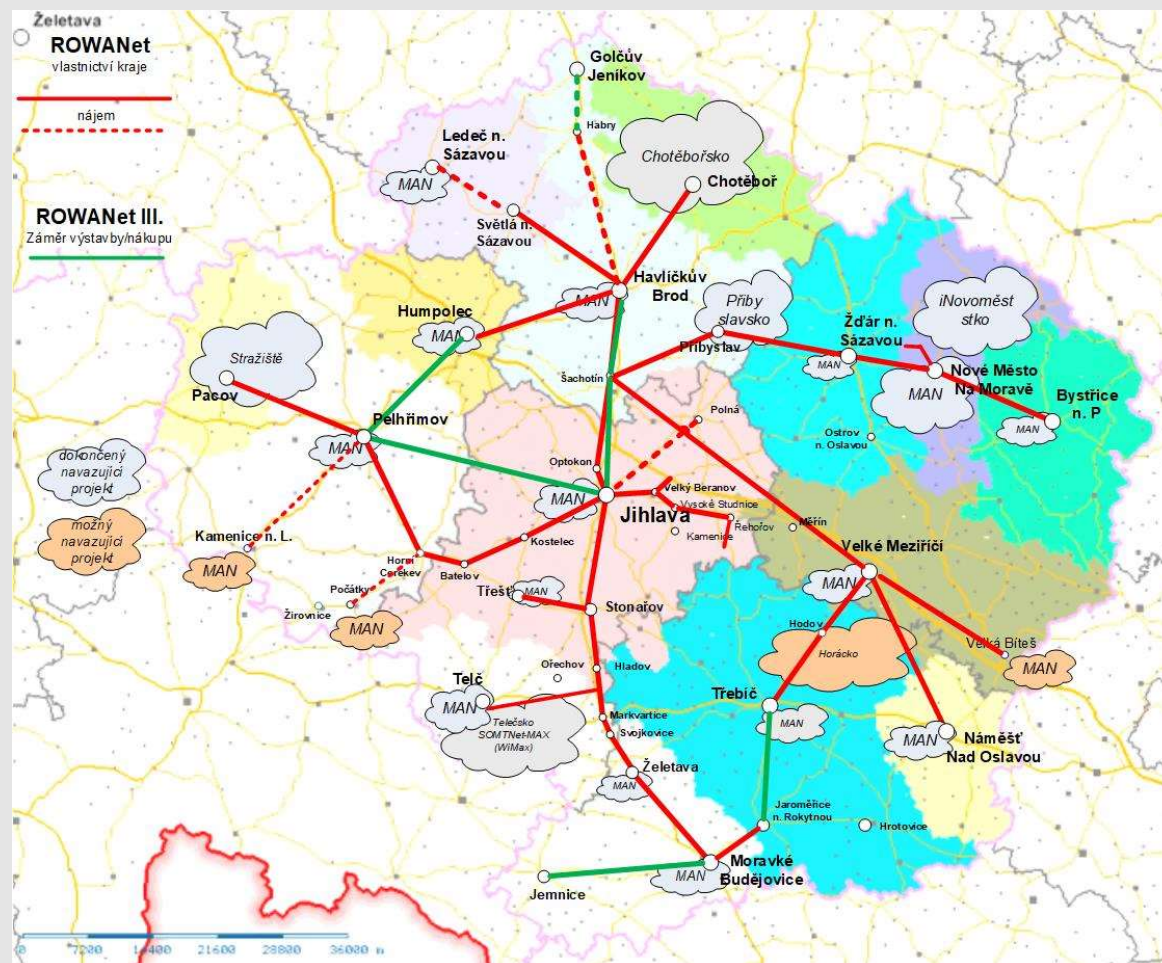 Želetava
ROWANet
vlastnictví kraje
nájem
ROWANet III.
Záměr výstavby/nákupu
Golčův
Jeníkov
Habry
Ledeč n.
Sázavou
MAN
Světlá n.
Sázavou
Chotěbořsko
Chotěboř
Havlíčkův
Brod
MAN
Humpolec
MAN
Přiby
slavsko
Přibyslav
Žďár n.
Sázavou
MAN
iNovoměst
stko
Nové Město
Na Moravě
MAN
Bystřice
n. P
MAN
Stražiště
Pacov
Pelhřimov
MAN
Šachotín
Polná
Ostrov
n. Oslavou
Optokon
MAN
Jihlava
Velký Beranov
Vysoké Studnice
Řehořov
Kamenice
Měřín
dokončený
navazující
projekt
možný
navazující
projekt
Kamenice n. L.
MAN
Horní
Cerekev
Kostelec
Batelov
Počátky
Žirovnice
MAN
Třešť
MAN
Stonařov
Velké Meziříčí
MAN
Hodov
Horácko
Velká Bíteš
MAN
Ořechov
Hladov
Telč
MAN
Telečsko
SOMTNet-MAX
(WiMax)
Markvartice
Svojkovice
Třebíč
MAN
MAN
Náměšť
Nad Oslavou
Želetava
MAN
Jaroměřice
n. Rokytnou
Hrotovice
Moravké
Budějovice
MAN
Jemnice
0 7200 14400 21600 28800 36000 m